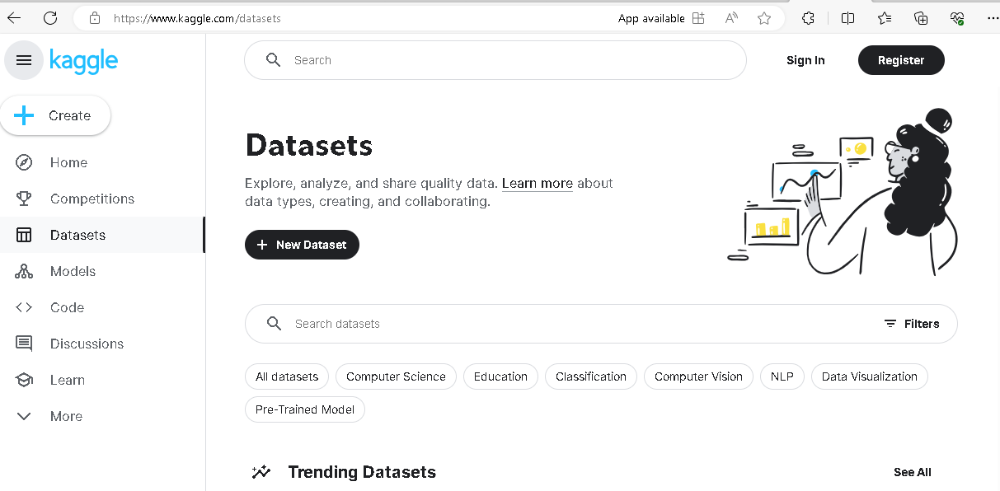 https://www.kaggle.com/datasets
App available
kaggle
Search
Sign In
Register
Create
Home
Competitions
Datasets
Models
Code
Discussions
Learn
More
Datasets
Explore, analyze, and share quality data. Learn more about
data types, creating, and collaborating.
New Dataset
Search datasets
Filters
All datasets
Computer Science
Education
Classification
Computer Vision
NLP
Data Visualization
Pre-Trained Model
Trending Datasets
See All